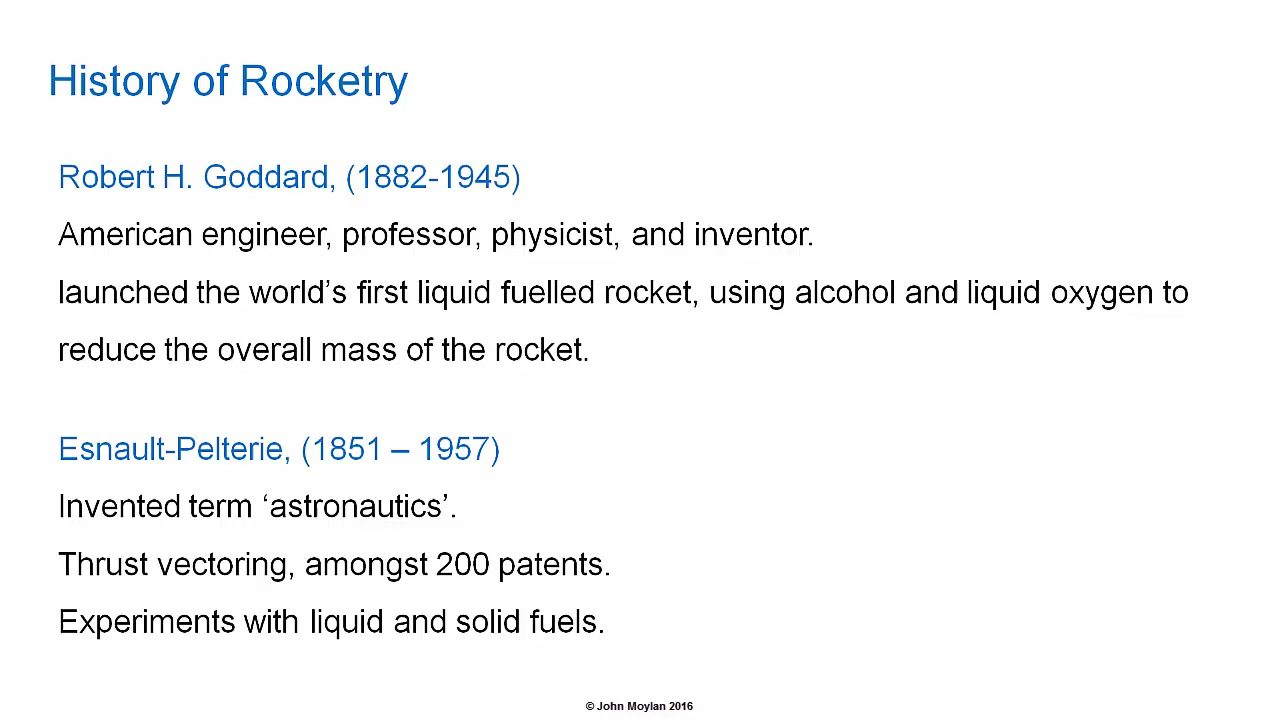 History of Rocketry
Robert H. Goddard, (1882-1945)
American engineer, professor, physicist, and inventor.
launched the world’s first liquid fuelled rocket, using alcohol and liquid oxygen to
reduce the overall mass of the rocket.
Esnault-Pelterie, (1851 – 1957)
Invented term ‘astronautics’.
Thrust vectoring, amongst 200 patents.
Experiments with liquid and solid fuels.
© John Moylan 2016